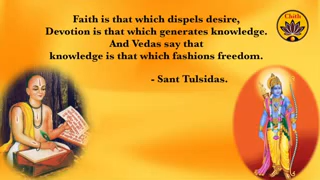 Faith is that which dispels desire,
Devotion is that which generates knowledge.
And Vedas say that
knowledge is that which fashions freedom.
- Sant Tulsidas.
Chith